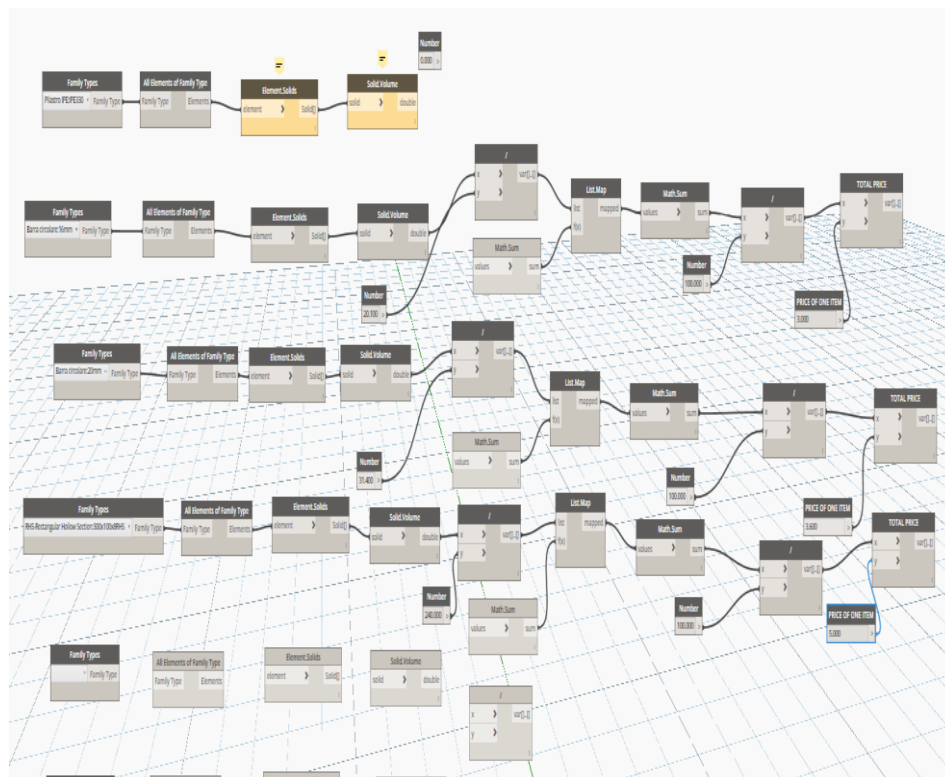 Number
0.000 >
Family Types
Pilastro IPE:IPE330 Family Type
All Elements of Family Type
Family Type Elements
Element.Solids
element > Solid[]
Solid.Volume
solid > double
/
x > var[]..[]
y >
Family Types
Barra circolare:16mm Family Type
All Elements of Family Type
Family Type Elements
Element.Solids
element > Solid[]
Solid.Volume
solid > double
List.Map
list mapped
f(x)
Math.Sum
values > sum
/
x > var[]..[]
y >
TOTAL PRICE
x > var[]..[]
y >
Math.Sum
values > sum
Number
100.000 >
Number
20.100 >
PRICE OF ONE ITEM
3.000 >
Family Types
Barra circolare:20mm Family Type
All Elements of Family Type
Family Type Elements
Element.Solids
element > Solid[]
Solid.Volume
solid > double
/
x > var[]..[]
y >
List.Map
list mapped
f(x)
Math.Sum
values > sum
/
x > var[]..[]
y >
TOTAL PRICE
x > var[]..[]
y >
Math.Sum
values > sum
Number
31.400 >
Number
100.000 >
PRICE OF ONE ITEM
3.600 >
Family Types
RHS-Rectangular Hollow Section:300x100x8RHS Family Type
All Elements of Family Type
Family Type Elements
Element.Solids
element > Solid[]
Solid.Volume
solid > double
/
x > var[]..[]
y >
List.Map
list mapped
f(x)
Math.Sum
values > sum
/
x > var[]..[]
y >
TOTAL PRICE
x > var[]..[]
y >
Number
240.000 >
Math.Sum
values > sum
Number
100.000 >
PRICE OF ONE ITEM
5.000 >
Family Types
Family Type
All Elements of Family Type
Family Type Elements
Element.Solids
element > Solid[]
Solid.Volume
solid > double
/
x > var[]..[]
y >